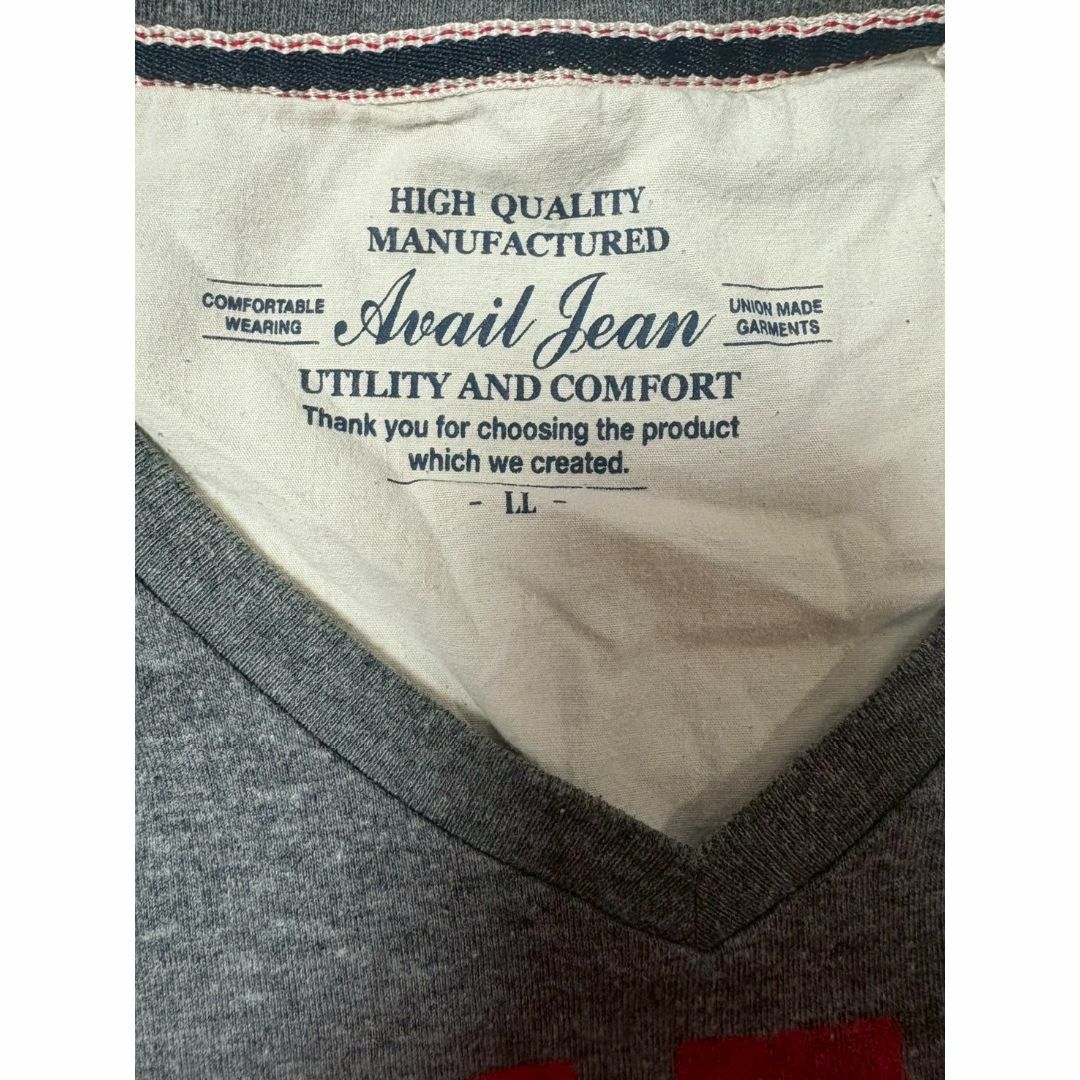 HIGH QUALITY
MANUFACTURED
COMFORTABLE
WEARING
Avail Jean
UNION MADE
GARMENTS
UTILITY AND COMFORT
Thank you for choosing the product
which we created.
- LL -